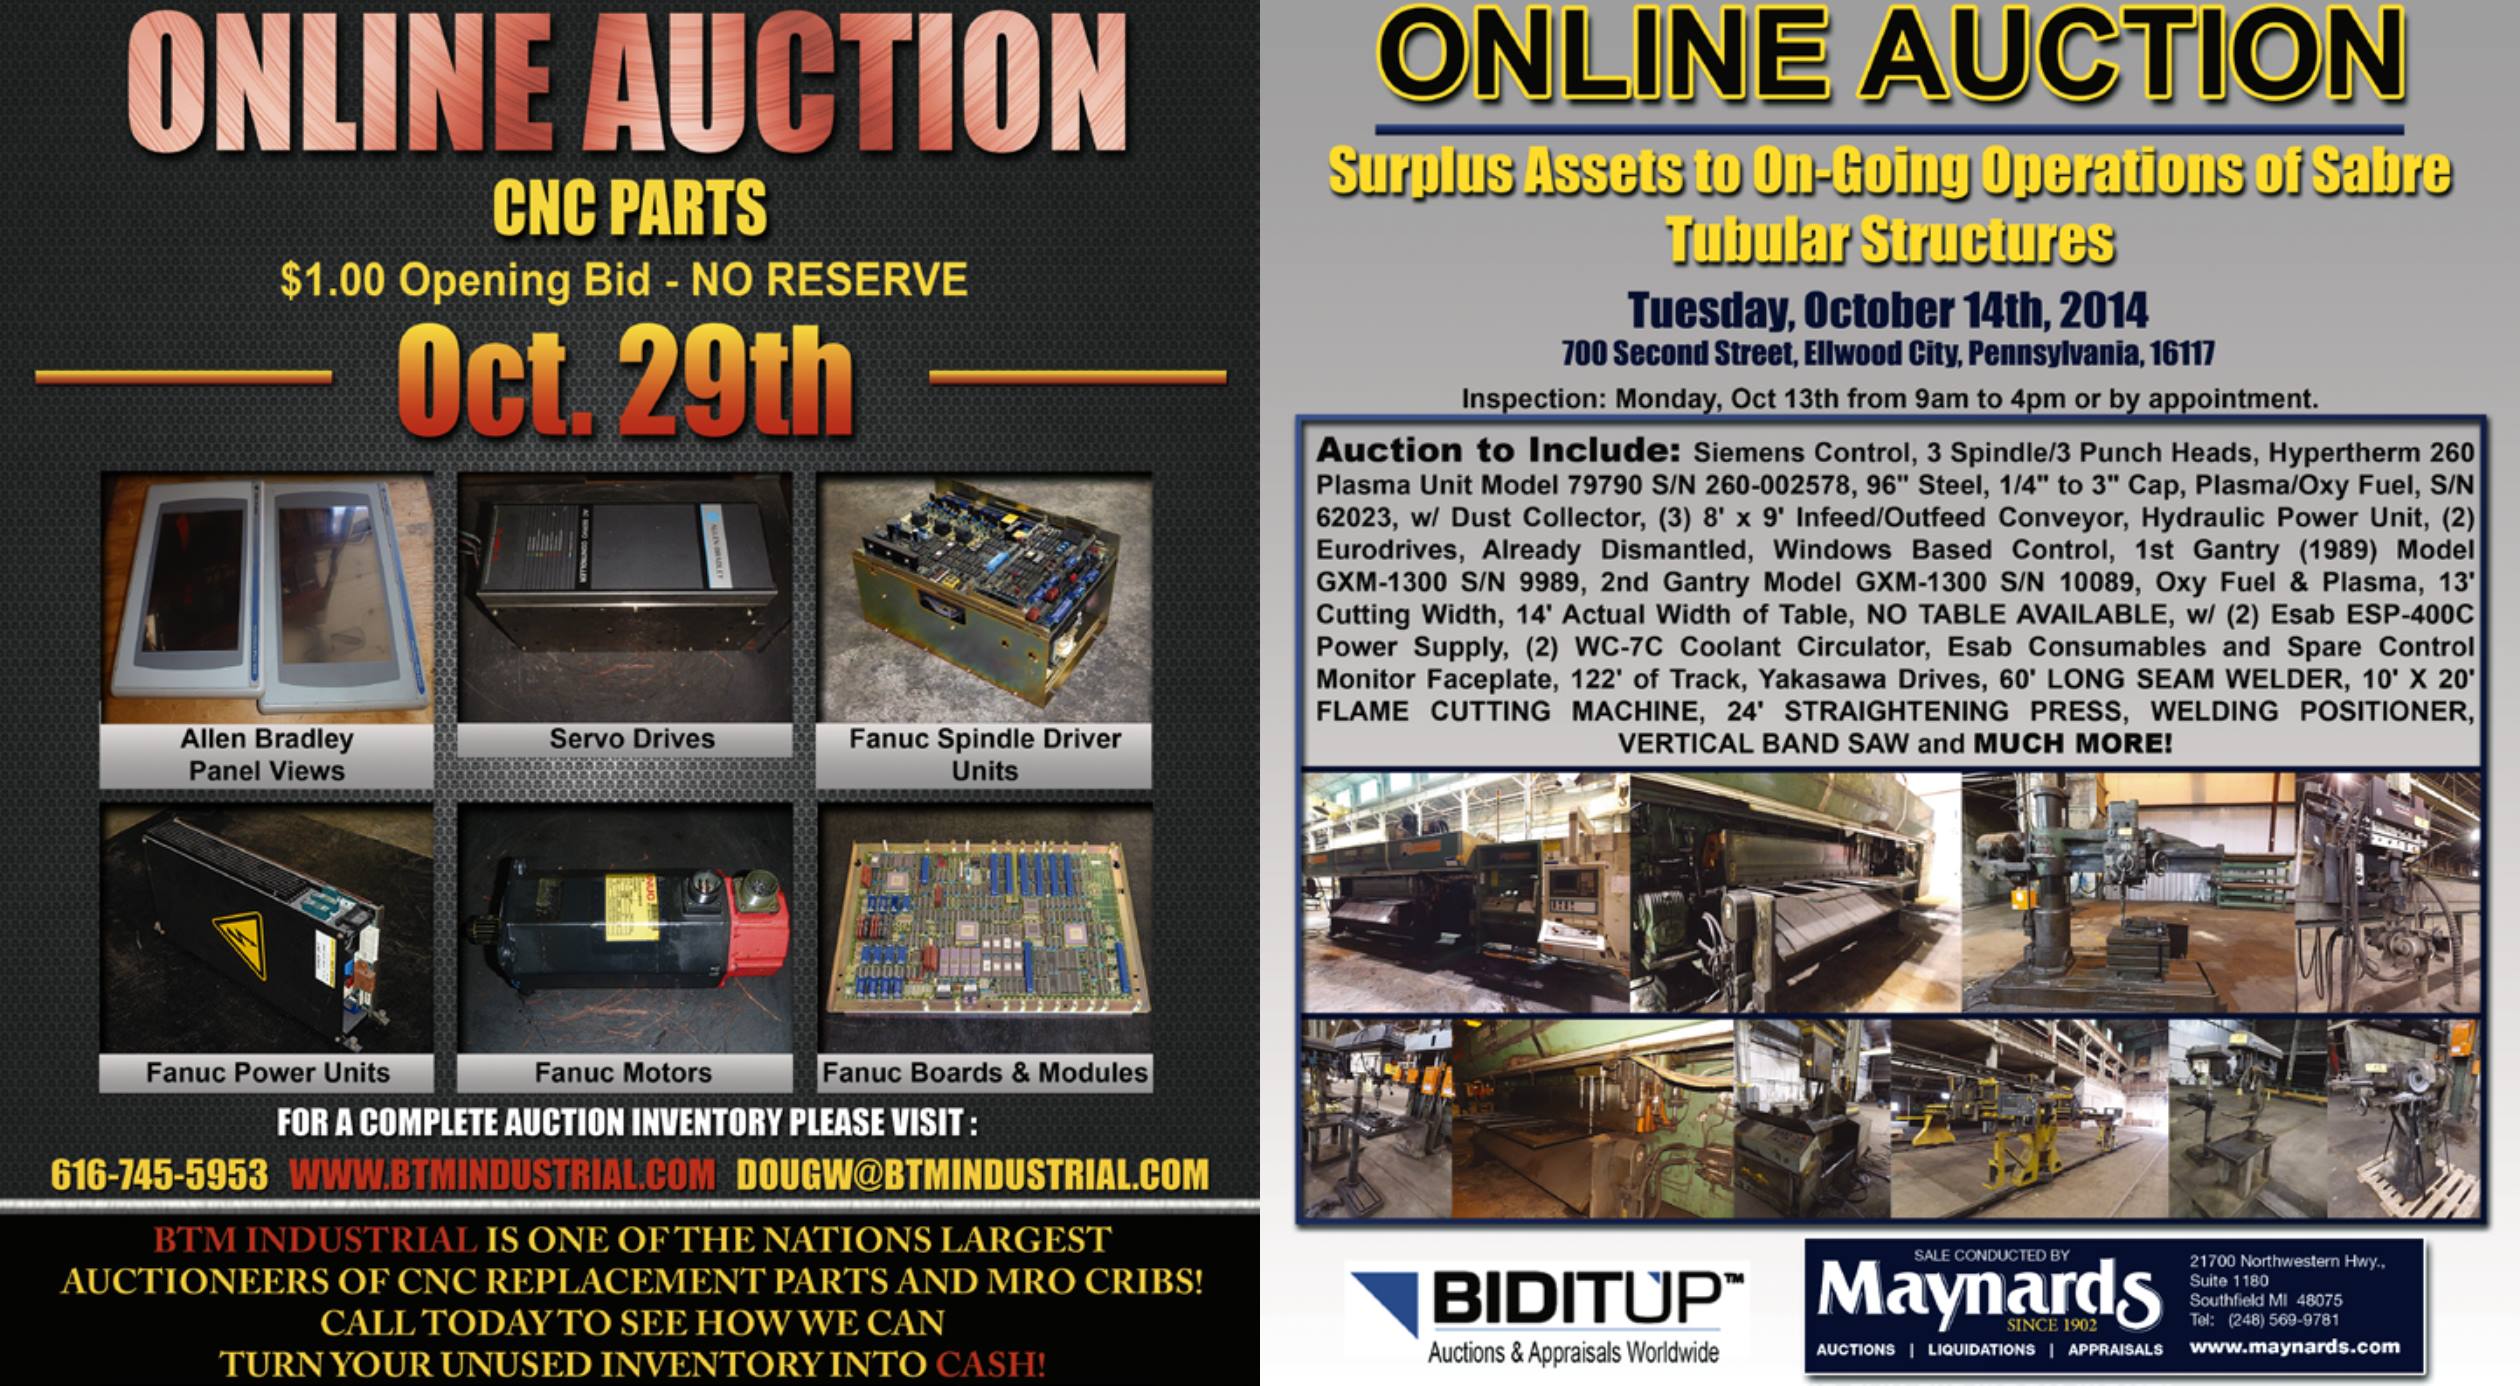 ONLINE AUCTION
CNC PARTS
$1.00 Opening Bid - NO RESERVE
Oct. 29th
Allen Bradley
Panel Views
Servo Drives
Fanuc Spindle Driver
Units
Fanuc Power Units
Fanuc Motors
Fanuc Boards & Modules
FOR A COMPLETE AUCTION INVENTORY PLEASE VISIT :
616-745-5953 WWW.BTMINDUSTRIAL.COM DOUGW@BTMINDUSTRIAL.COM
BTM INDUSTRIAL IS ONE OF THE NATIONS LARGEST
AUCTIONEERS OF CNC REPLACEMENT PARTS AND MRO CRIBS!
CALL TODAY TO SEE HOW WE CAN
TURN YOUR UNUSED INVENTORY INTO CASH!
ONLINE AUCTION
Surplus Assets to On-Going Operations of Sabre
Tubular Structures
Tuesday, October 14th, 2014
700 Second Street, Ellwood City, Pennsylvania, 16117
Inspection: Monday, Oct 13th from 9am to 4pm or by appointment.
Auction to Include: Siemens Control, 3 Spindle/3 Punch Heads, Hypertherm 260
Plasma Unit Model 79790 S/N 260-002578, 96" Steel, 1/4" to 3" Cap, Plasma/Oxy Fuel, S/N
62023, w/ Dust Collector, (3) 8' x 9' Infeed/Outfeed Conveyor, Hydraulic Power Unit, (2)
Eurodrives, Already Dismantled, Windows Based Control, 1st Gantry (1989) Model
GXM-1300 S/N 9989, 2nd Gantry Model GXM-1300 S/N 10089, Oxy Fuel & Plasma, 13'
Cutting Width, 14' Actual Width of Table, NO TABLE AVAILABLE, w/ (2) Esab ESP-400C
Power Supply, (2) WC-7C Coolant Circulator, Esab Consumables and Spare Control
Monitor Faceplate, 122' of Track, Yakasawa Drives, 60' LONG SEAM WELDER, 10' X 20'
FLAME CUTTING MACHINE, 24' STRAIGHTENING PRESS, WELDING POSITIONER,
VERTICAL BAND SAW and MUCH MORE!
BIDITUP™
Auctions & Appraisals Worldwide
SALE CONDUCTED BY
Maynards
SINCE 1902
AUCTIONS | LIQUIDATIONS | APPRAISALS
21700 Northwestern Hwy.,
Suite 1180
Southfield MI 48075
Tel: (248) 569-9781
www.maynards.com
AC SERVO CONTROLLER
ALLEN-BRADLEY